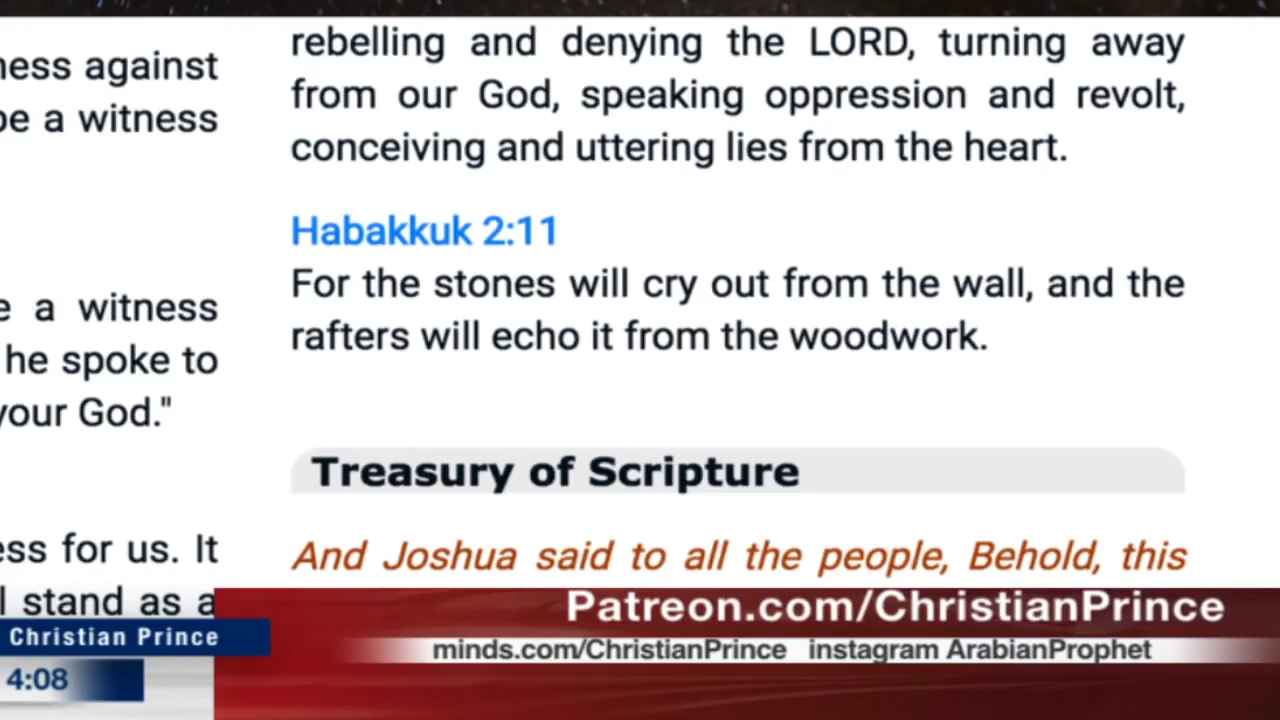 ness against
be a witness
e a witness
he spoke to
your God."
ess for us. It
l stand as a
rebelling and denying the LORD, turning away
from our God, speaking oppression and revolt,
conceiving and uttering lies from the heart.
Habakkuk 2:11
For the stones will cry out from the wall, and the
rafters will echo it from the woodwork.
Treasury of Scripture
And Joshua said to all the people, Behold, this
Patreon.com/ChristianPrince
Christian Prince
minds.com/ChristianPrince instagram ArabianProphet
4:08